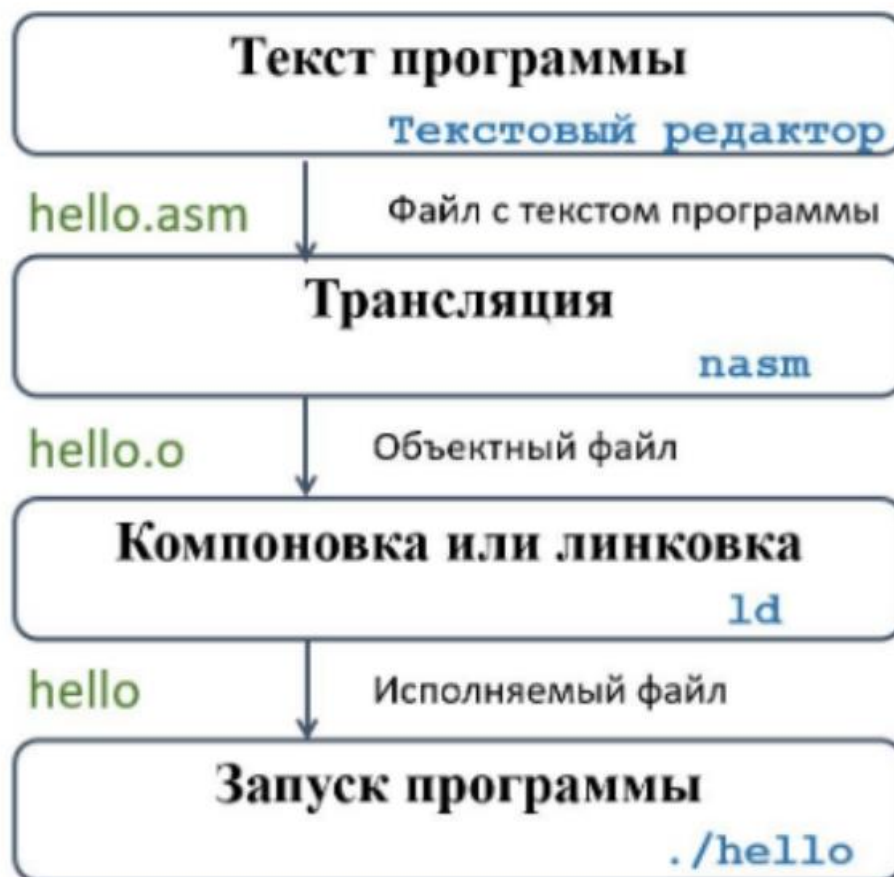 Текст программы
Текстовый редактор
hello.asm Файл с текстом программы
Трансляция
nasm
hello.o Объектный файл
Компоновка или линковка
ld
hello Исполняемый файл
Запуск программы
./hello